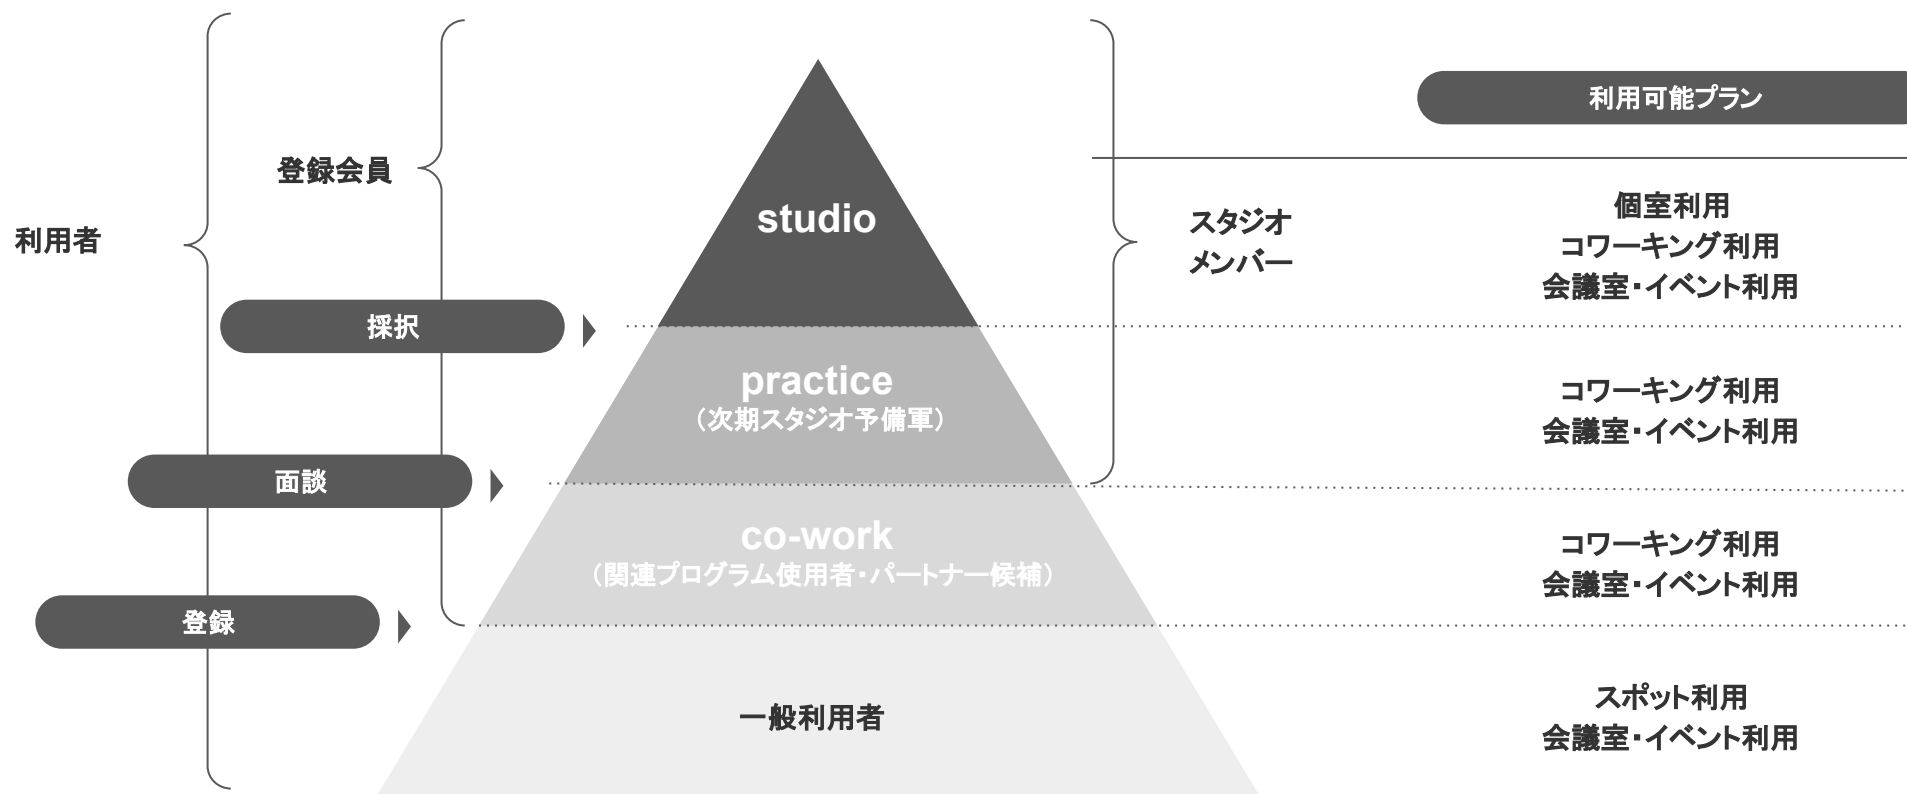 利用可能プラン
登録会員
利用者
studio
スタジオ
メンバー
個室利用
コワーキング利用
会議室・イベント利用
採択
practice
（次期スタジオ予備軍）
コワーキング利用
会議室・イベント利用
面談
co-work
（関連プログラム使用者・パートナー候補）
コワーキング利用
会議室・イベント利用
登録
一般利用者
スポット利用
会議室・イベント利用